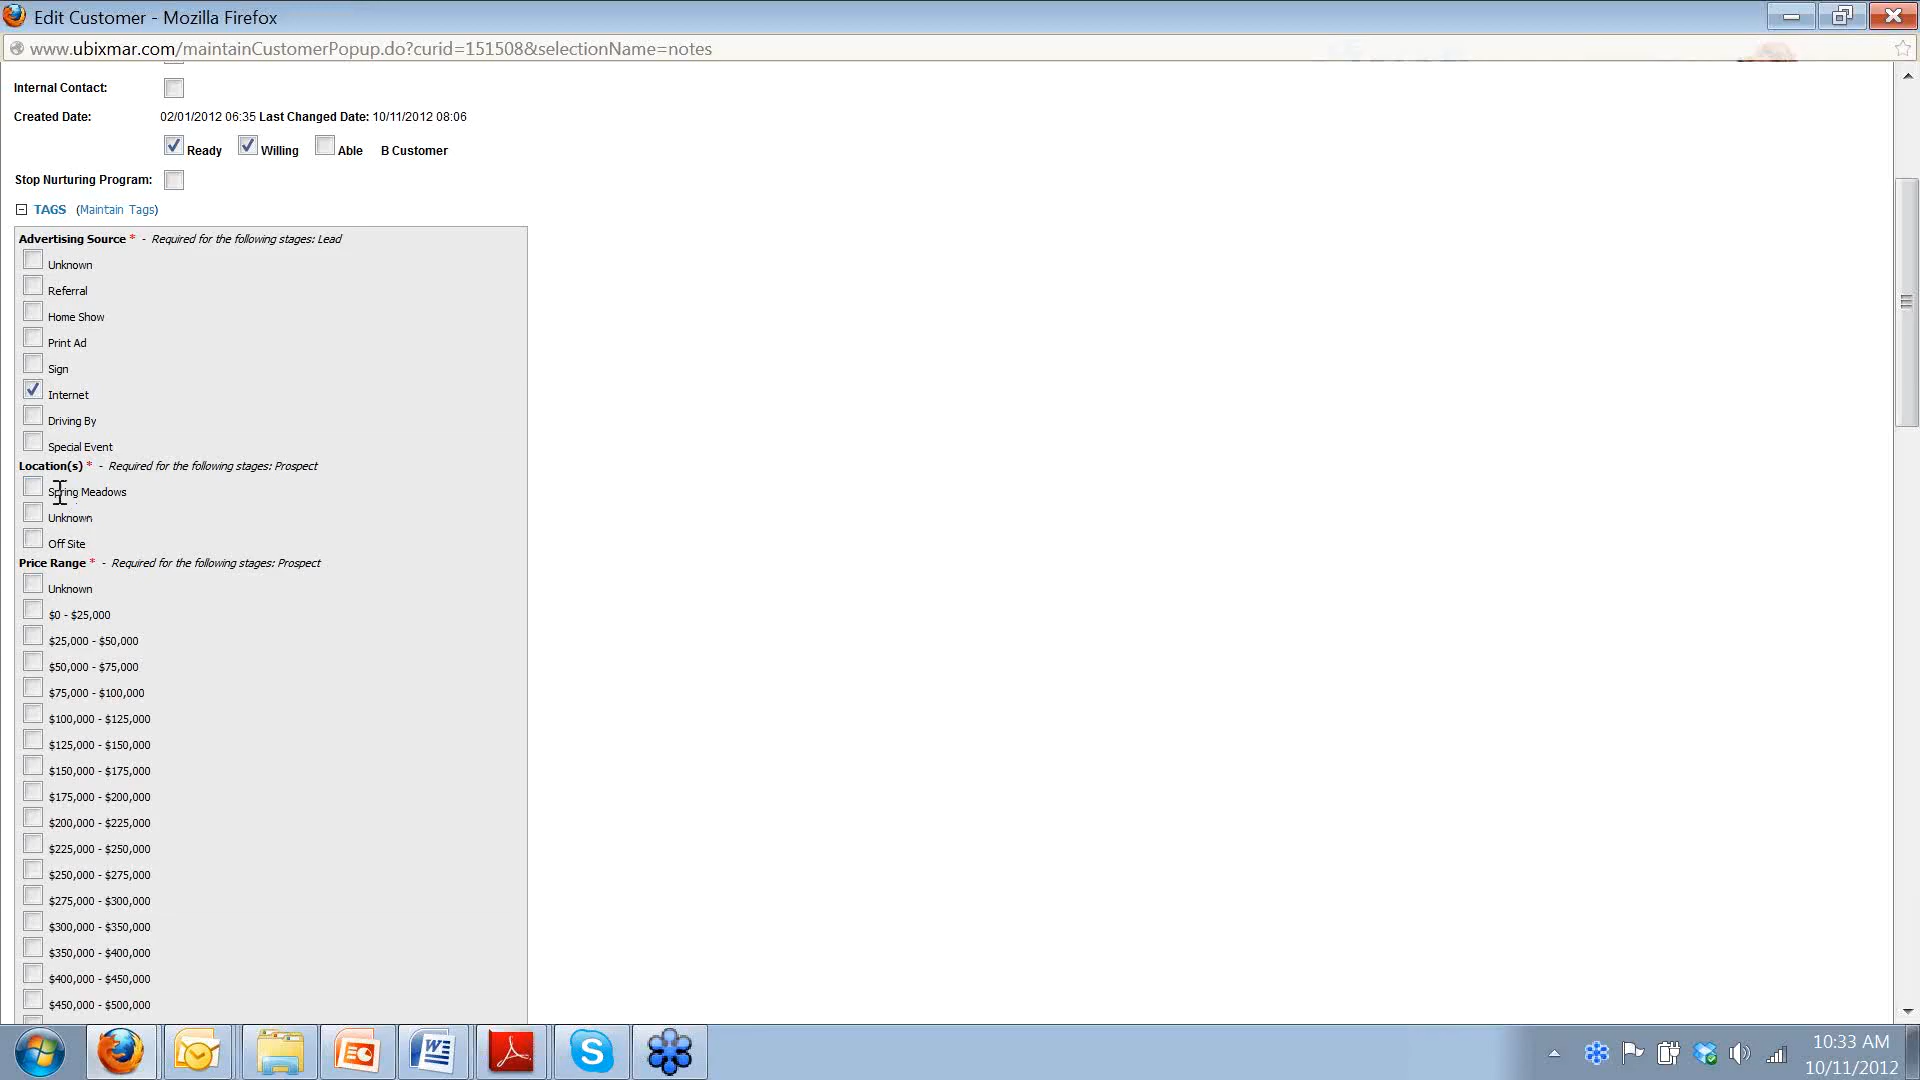 Edit Customer - Mozilla Firefox
www.ubixmar.com/maintainCustomerPopup.do?curid=151508&selectionName=notes
Internal Contact:
Created Date: 02/01/2012 06:35 Last Changed Date: 10/11/2012 08:06
Ready Willing Able B Customer
Stop Nurturing Program:
TAGS (Maintain Tags)
Advertising Source * - Required for the following stages: Lead
Unknown
Referral
Home Show
Print Ad
Sign
Internet
Driving By
Special Event
Location(s) * - Required for the following stages: Prospect
Spring Meadows
Unknown
Off Site
Price Range * - Required for the following stages: Prospect
Unknown
$0 - $25,000
$25,000 - $50,000
$50,000 - $75,000
$75,000 - $100,000
$100,000 - $125,000
$125,000 - $150,000
$150,000 - $175,000
$175,000 - $200,000
$200,000 - $225,000
$225,000 - $250,000
$250,000 - $275,000
$275,000 - $300,000
$300,000 - $350,000
$350,000 - $400,000
$400,000 - $450,000
$450,000 - $500,000
10:33 AM
10/11/2012